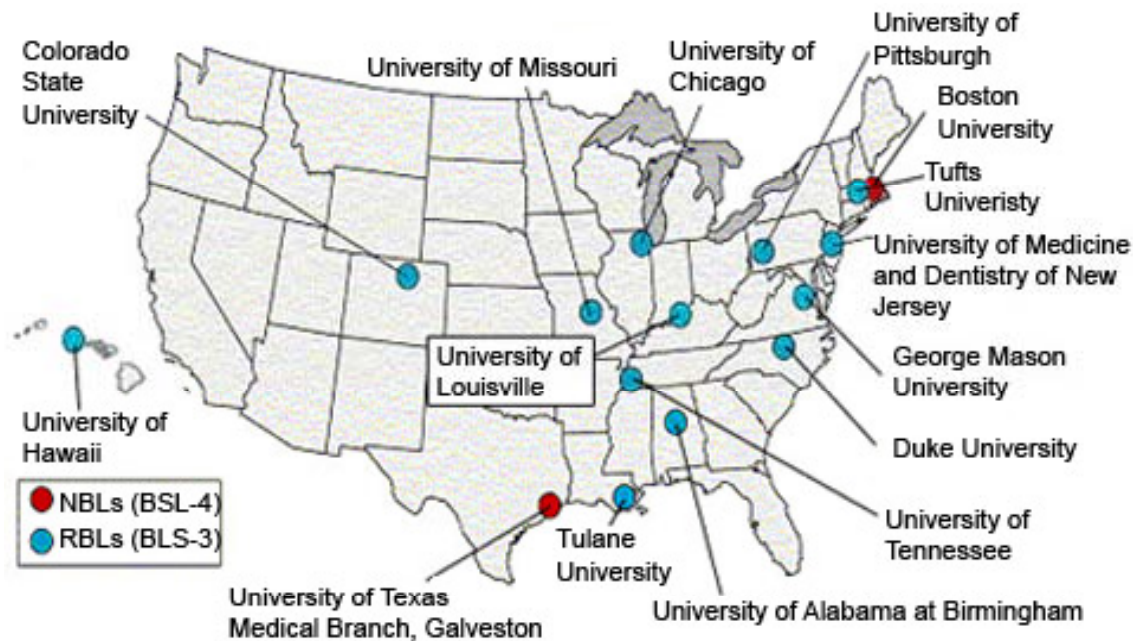 Colorado
State
University
University of Missouri
University of
Chicago
University of
Pittsburgh
Boston
University
Tufts
Univeristy
University of Medicine
and Dentistry of New
Jersey
George Mason
University
Duke University
University of
Tennessee
University of Alabama at Birmingham
Tulane
University
University of Texas
Medical Branch, Galveston
University of
Louisville
University of
Hawaii
NBLs (BSL-4)
RBLs (BLS-3)